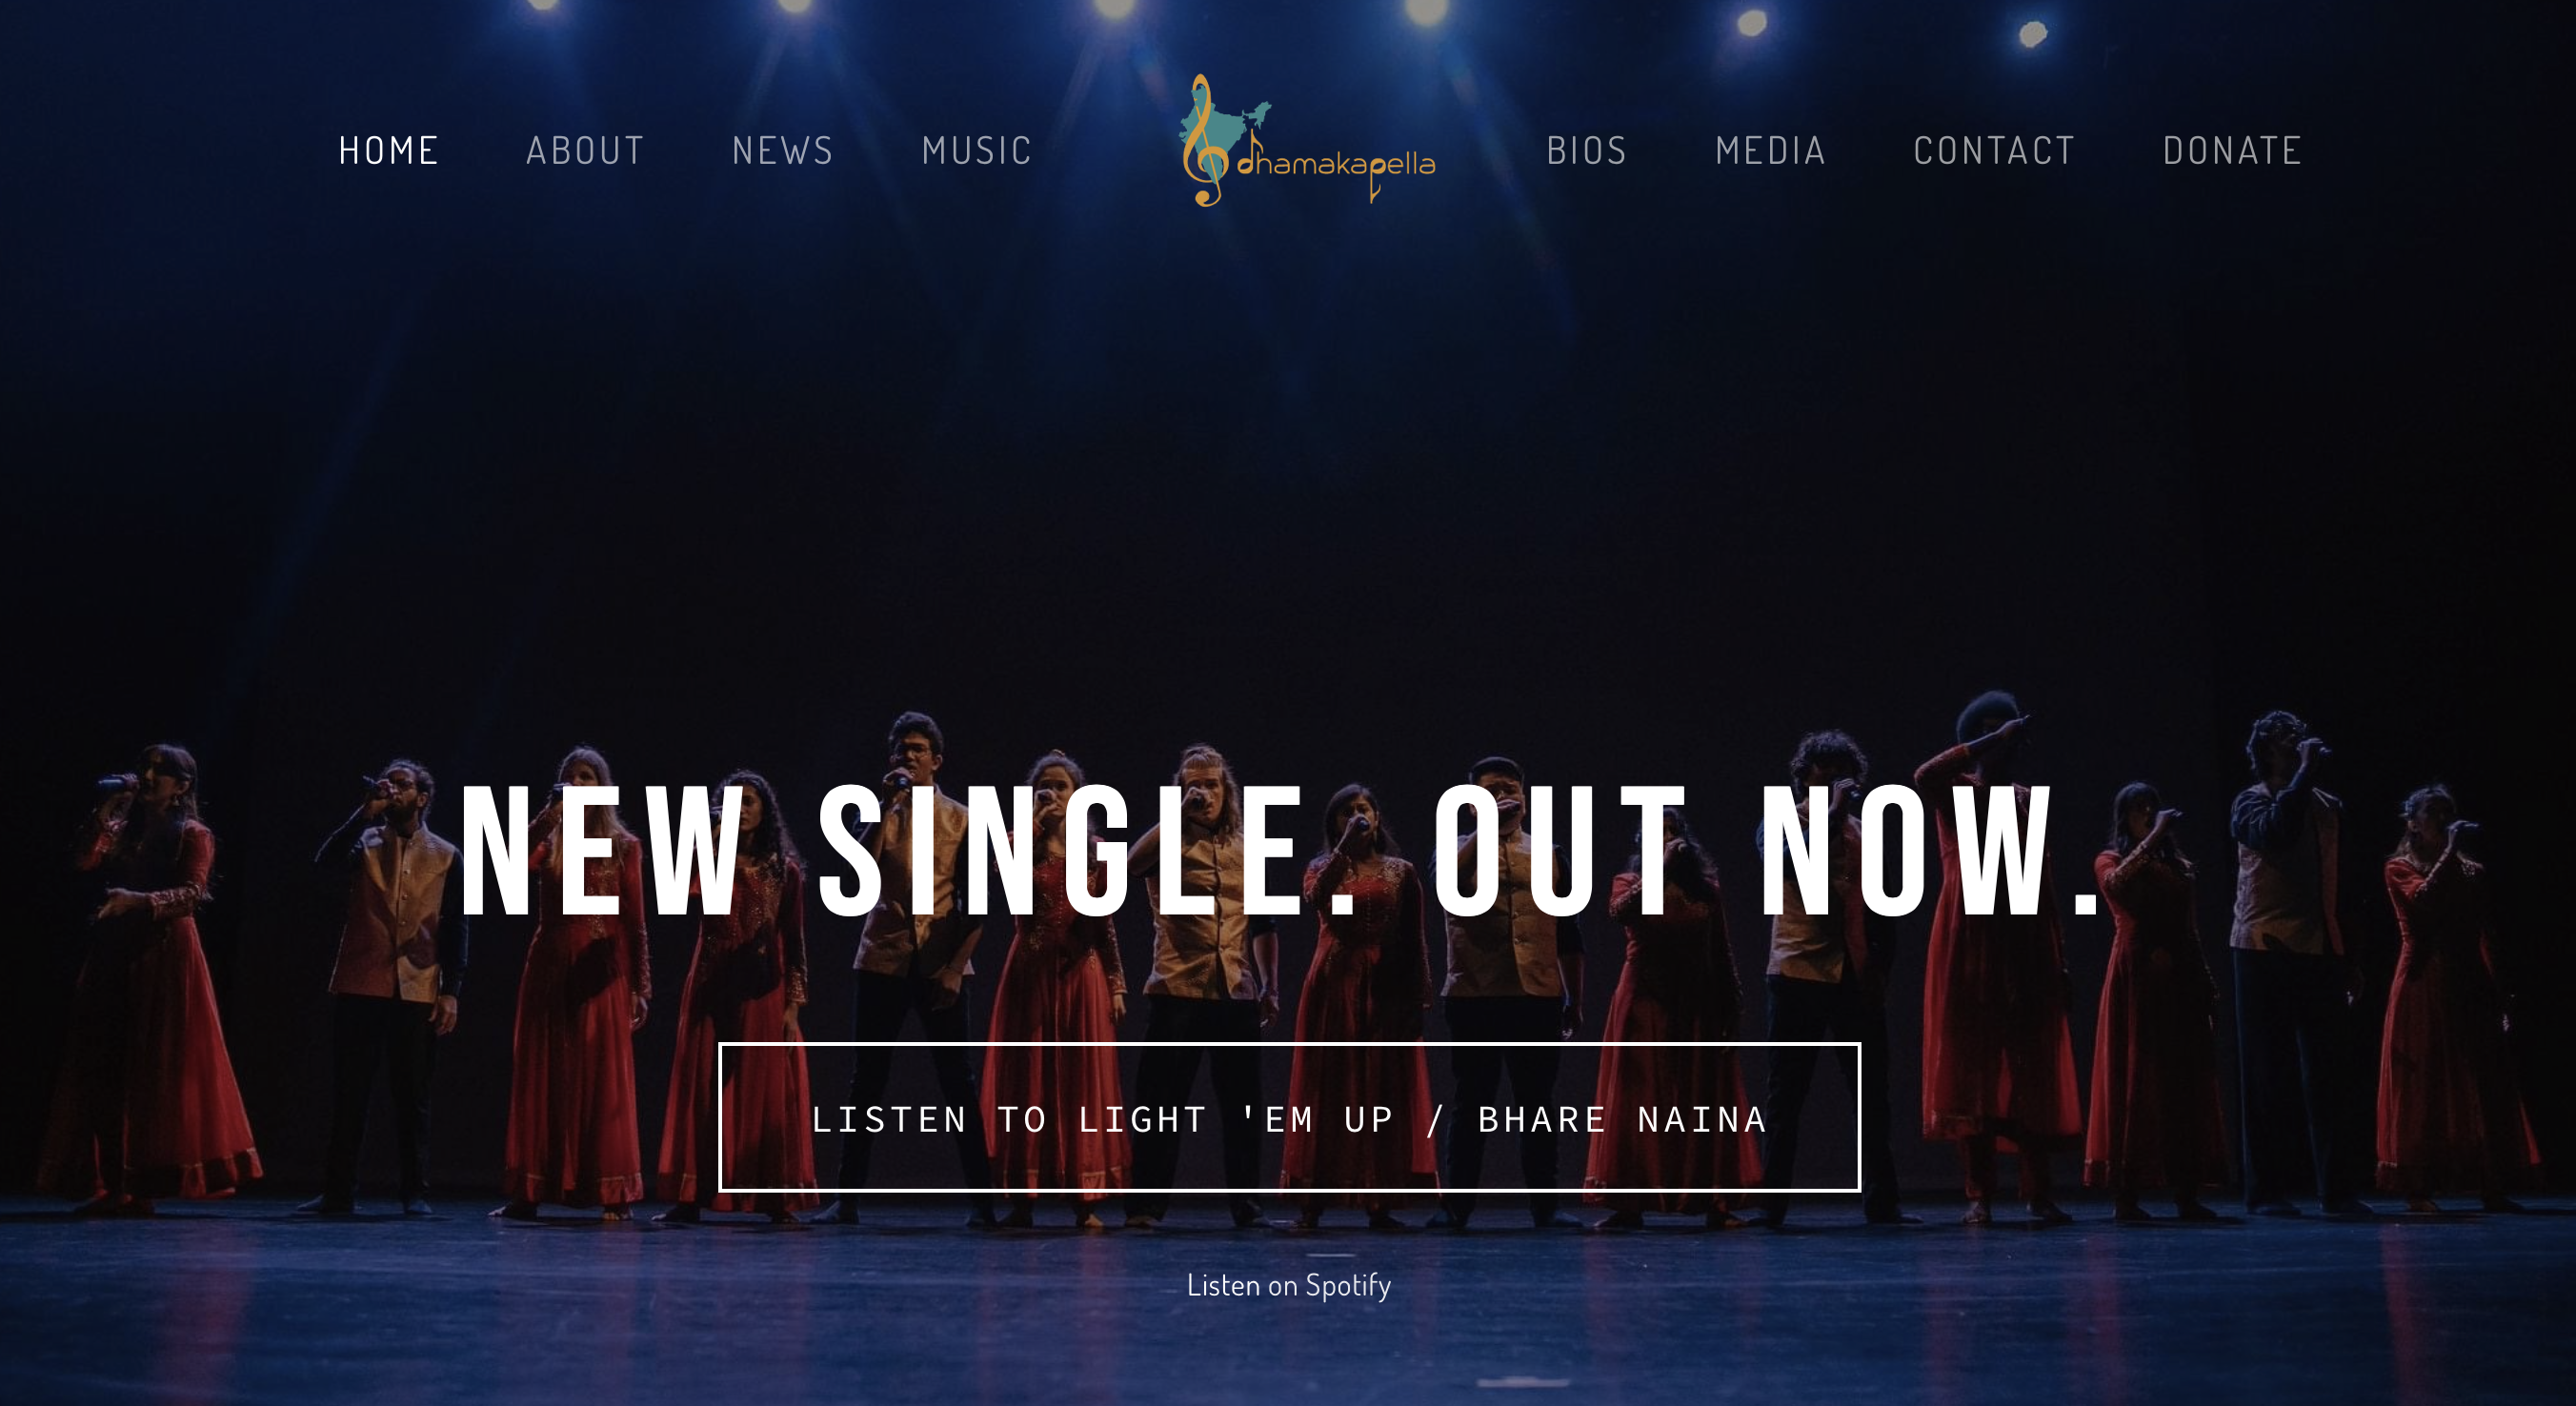 HOME ABOUT NEWS MUSIC dhamakapella BIOS MEDIA CONTACT DONATE
NEW SINGLE. OUT NOW.
LISTEN TO LIGHT 'EM UP / BHARE NAINA
Listen on Spotify